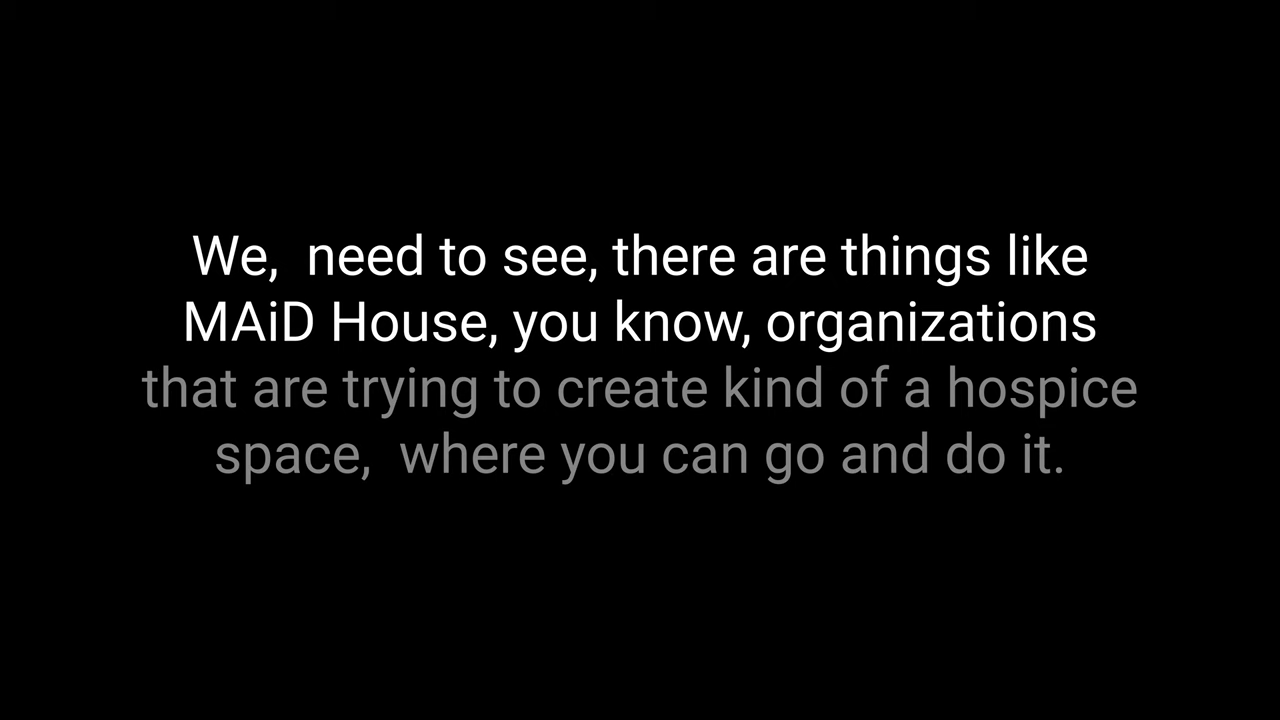 We,  need to see, there are things like
MAiD House, you know, organizations
that are trying to create kind of a hospice
space,  where you can go and do it.